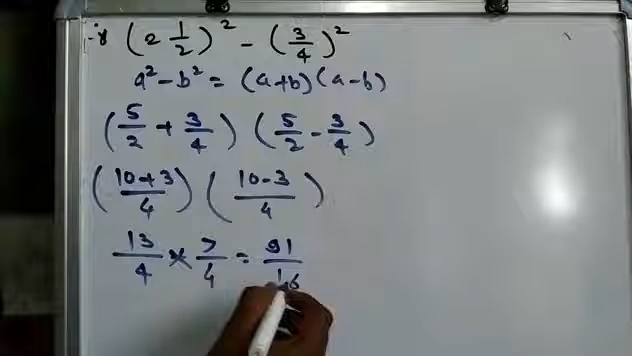 (2 1/2)² - (3/4)²
a² - b² = (a+b)(a-b)
(5/2 + 3/4) (5/2 - 3/4)
(10+3/4) (10-3/4)
13/4 × 7/4 = 91/16